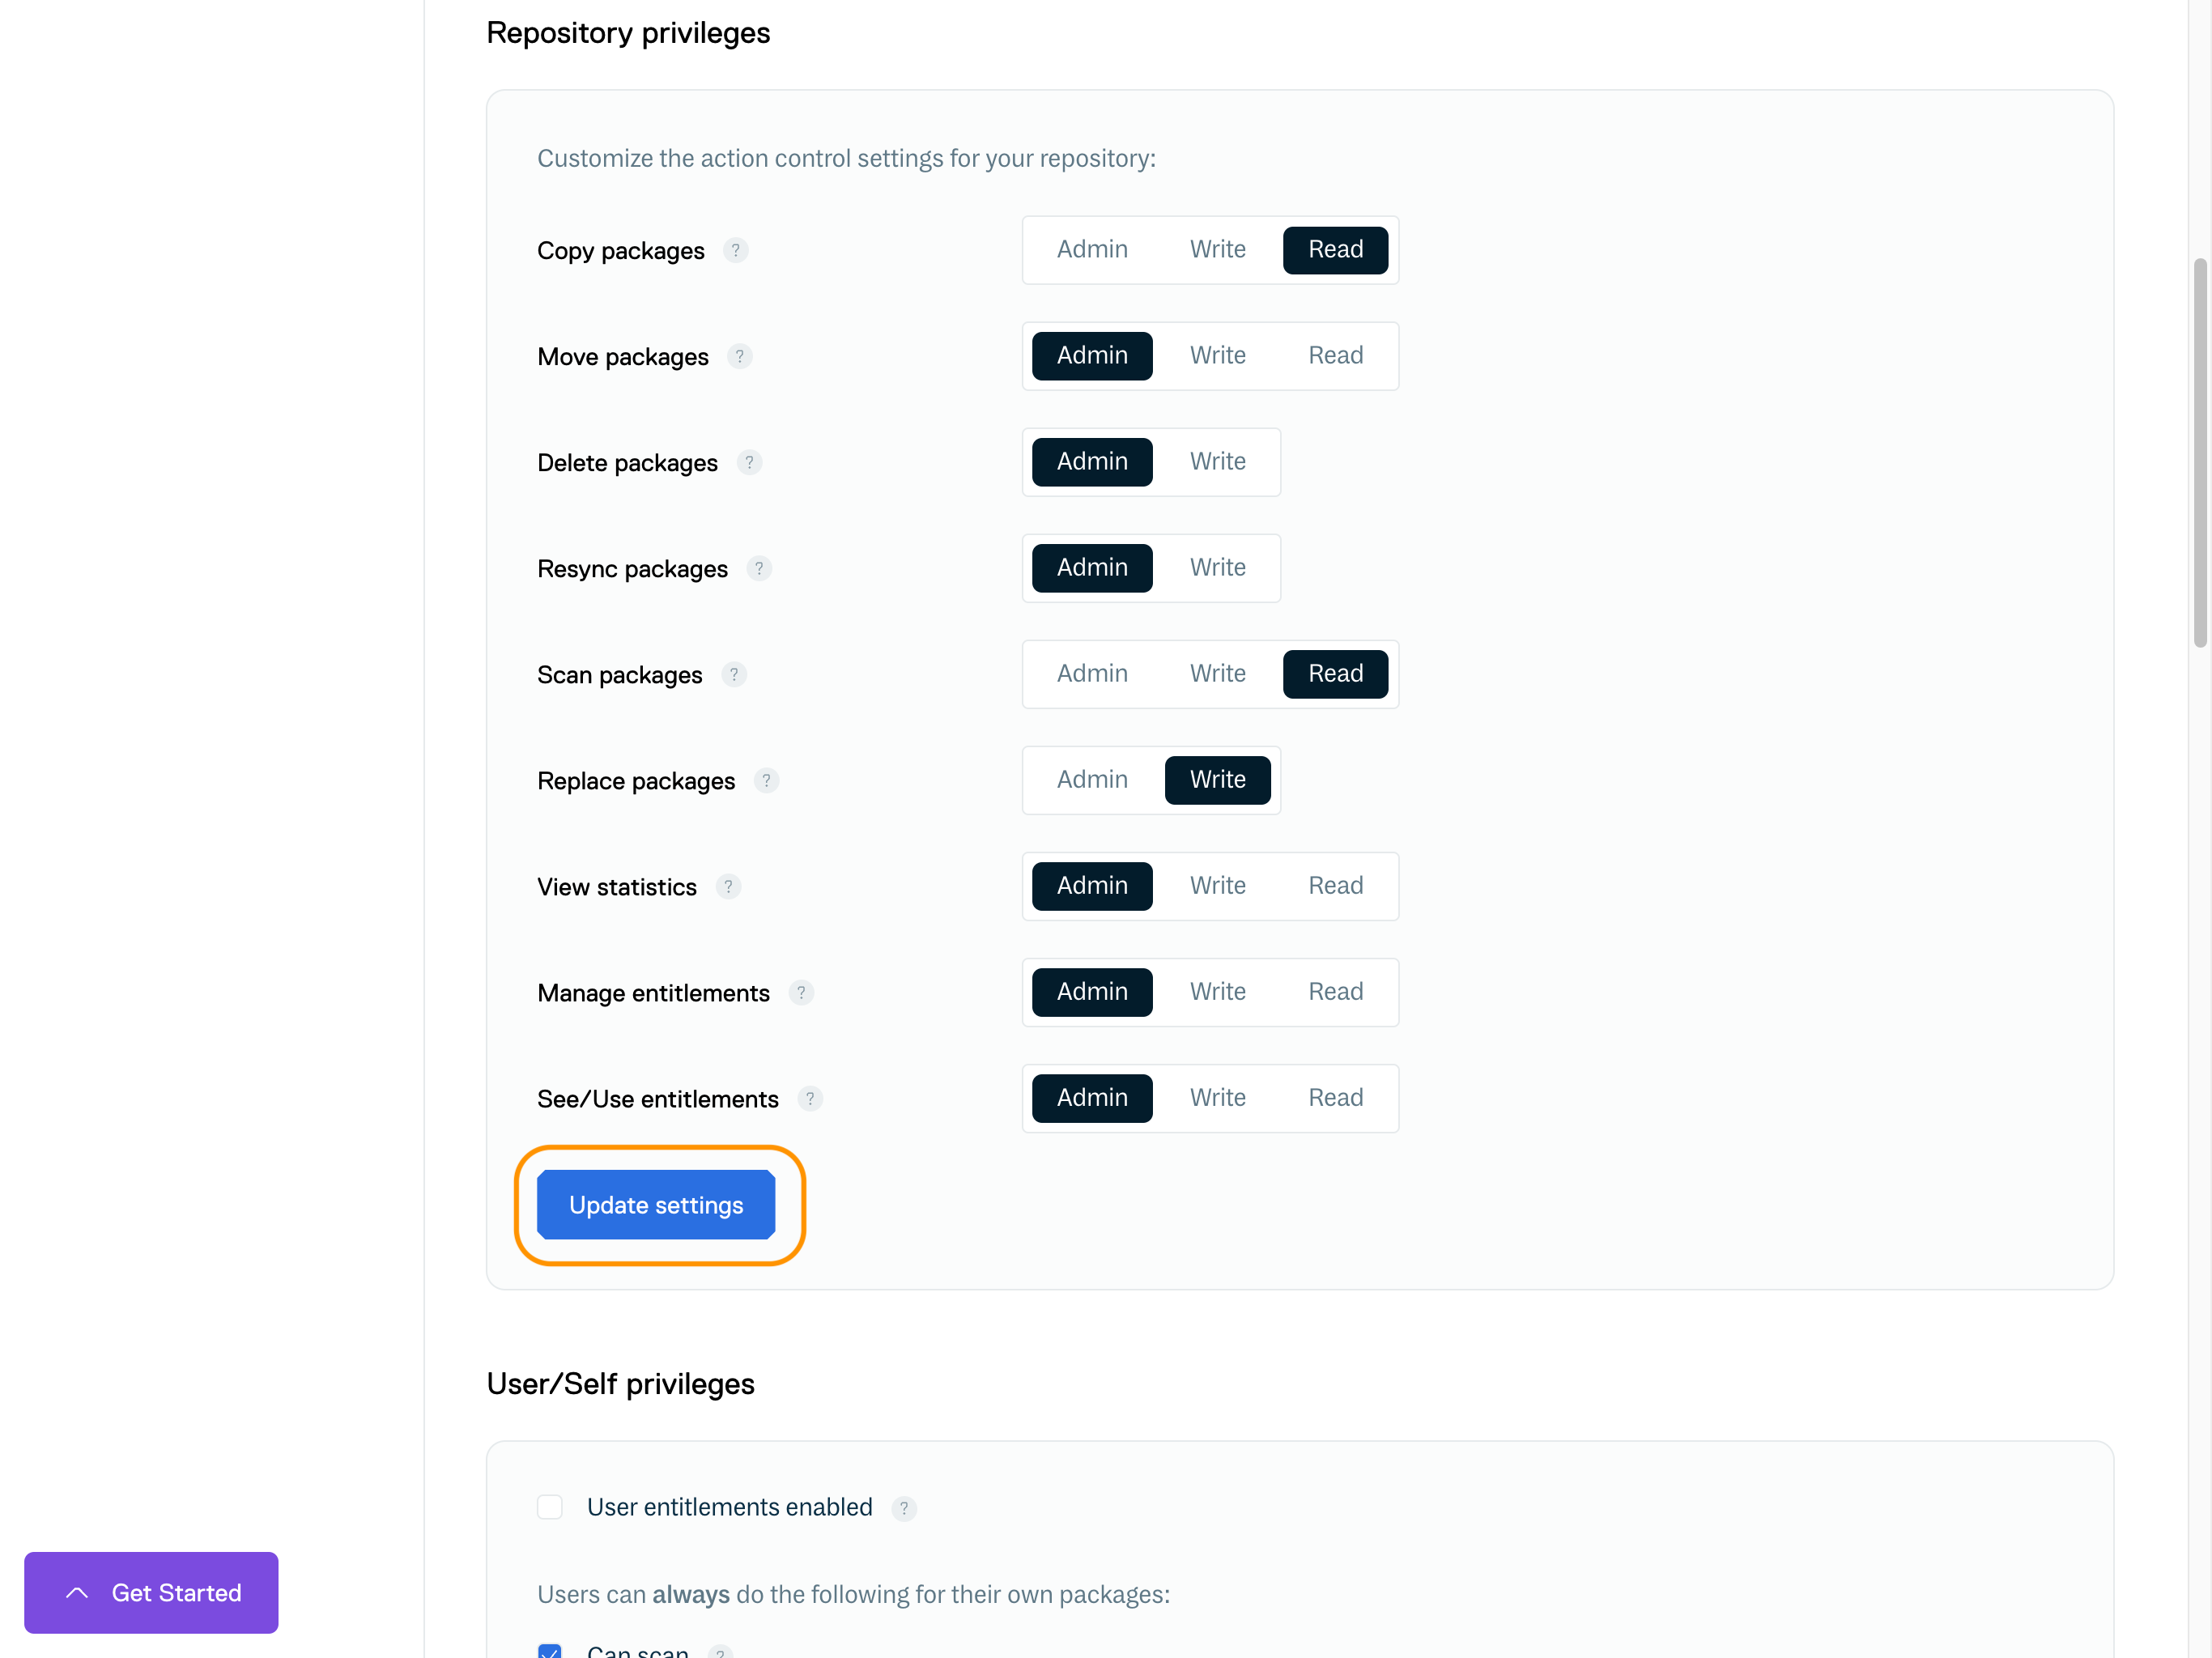 Repository privileges
Customize the action control settings for your repository:
Copy packages ? Admin Write Read
Move packages ? Admin Write Read
Delete packages ? Admin Write
Resync packages ? Admin Write
Scan packages ? Admin Write Read
Replace packages ? Admin Write
View statistics ? Admin Write Read
Manage entitlements ? Admin Write Read
See/Use entitlements ? Admin Write Read
Update settings
User/Self privileges
User entitlements enabled ?
Users can always do the following for their own packages:
Can scan ?
Get Started